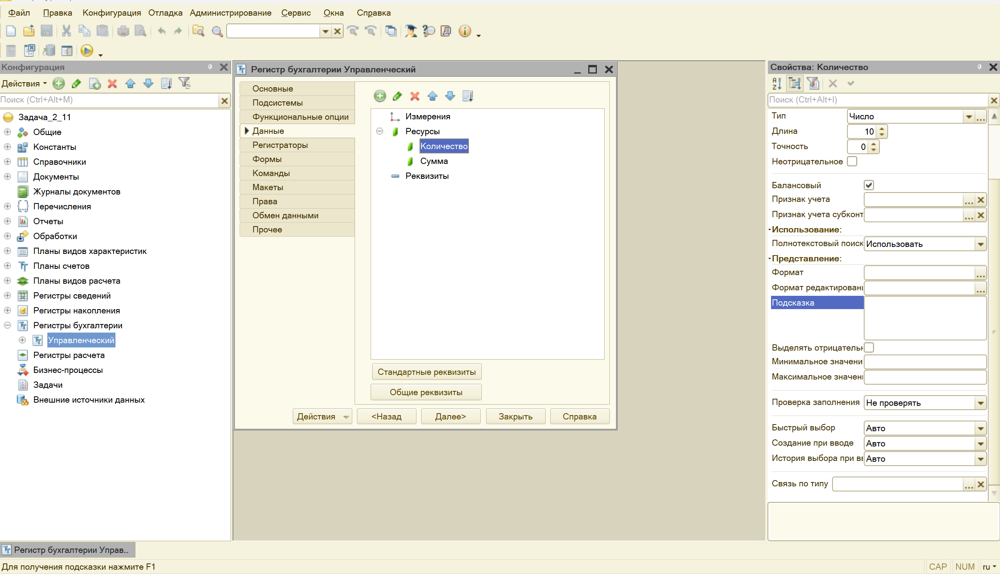 Файл Правка Конфигурация Отладка Администрирование Сервис Окна Справка
Конфигурация
Действия
Поиск (Ctrl+Alt+M)
Задача_2_11
Общие
Константы
Справочники
Документы
Журналы документов
Перечисления
Отчеты
Обработки
Планы видов характеристик
Планы счетов
Планы видов расчета
Регистры сведений
Регистры накопления
Регистры бухгалтерии
Управленческий
Регистры расчета
Бизнес-процессы
Задачи
Внешние источники данных
Регистр бухгалтерии Управленческий
Основные
Подсистемы
Функциональные опции
Данные
Регистраторы
Формы
Команды
Макеты
Права
Обмен данными
Прочее
Измерения
Ресурсы
Количество
Сумма
Реквизиты
Стандартные реквизиты
Общие реквизиты
Действия <Назад Далее> Закрыть Справка
Свойства: Количество
Поиск (Ctrl+Alt+I)
Тип Число
Длина 10
Точность 0
Неотрицательное
Балансовый
Признак учета
Признак учета субконт
Использование:
Полнотекстовый поиск Использовать
Представление:
Формат
Формат редактировани
Подсказка
Выделять отрицательн
Минимальное значени
Максимальное значени
Проверка заполнения Не проверять
Быстрый выбор Авто
Создание при вводе Авто
История выбора при вв Авто
Связь по типу
Регистр бухгалтерии Управ...
Для получения подсказки нажмите F1
CAP NUM ru